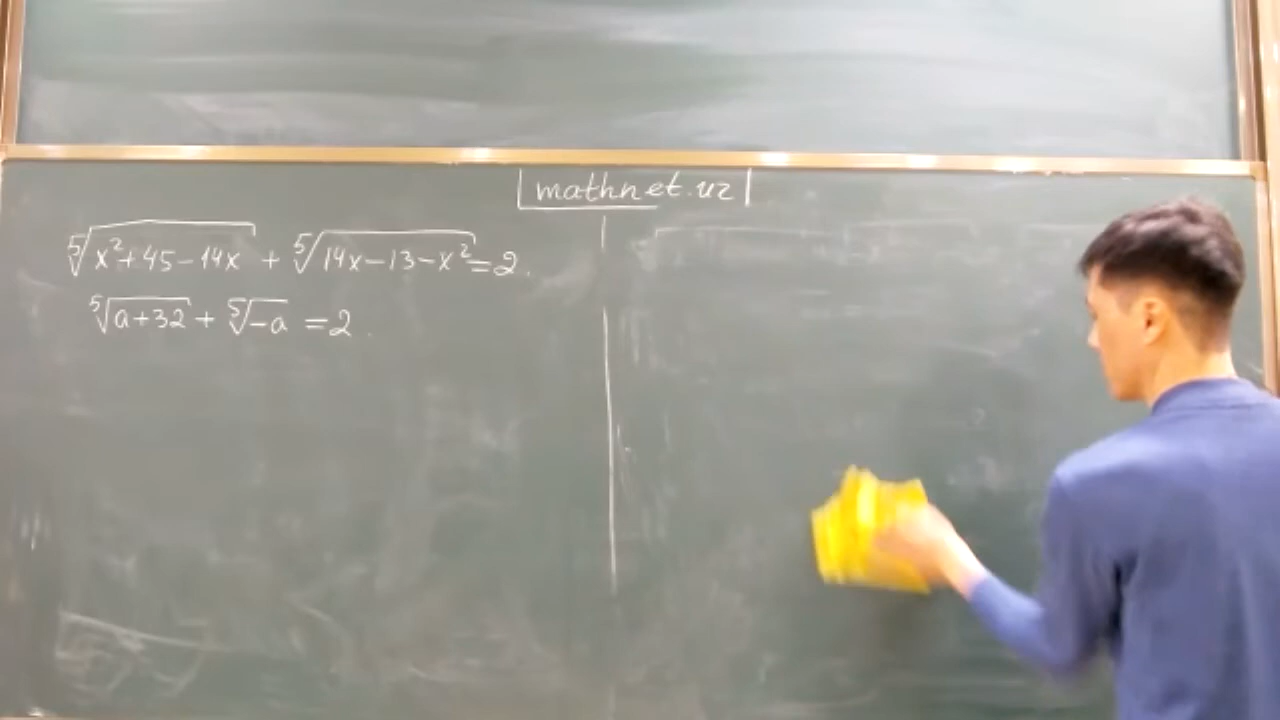 mathnet.uz
⁵√(x²+45-14x) + ⁵√(14x-13-x²) = 2.
⁵√(a+32) + ⁵√(-a) = 2.